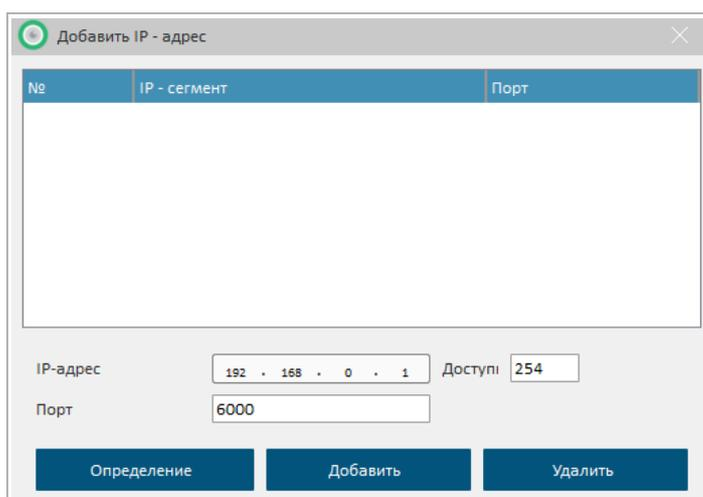 Добавить IP - адрес
№ IP - сегмент Порт
IP-адрес 192 . 168 . 0 . 1 Доступı 254
Порт 6000
Определение Добавить Удалить